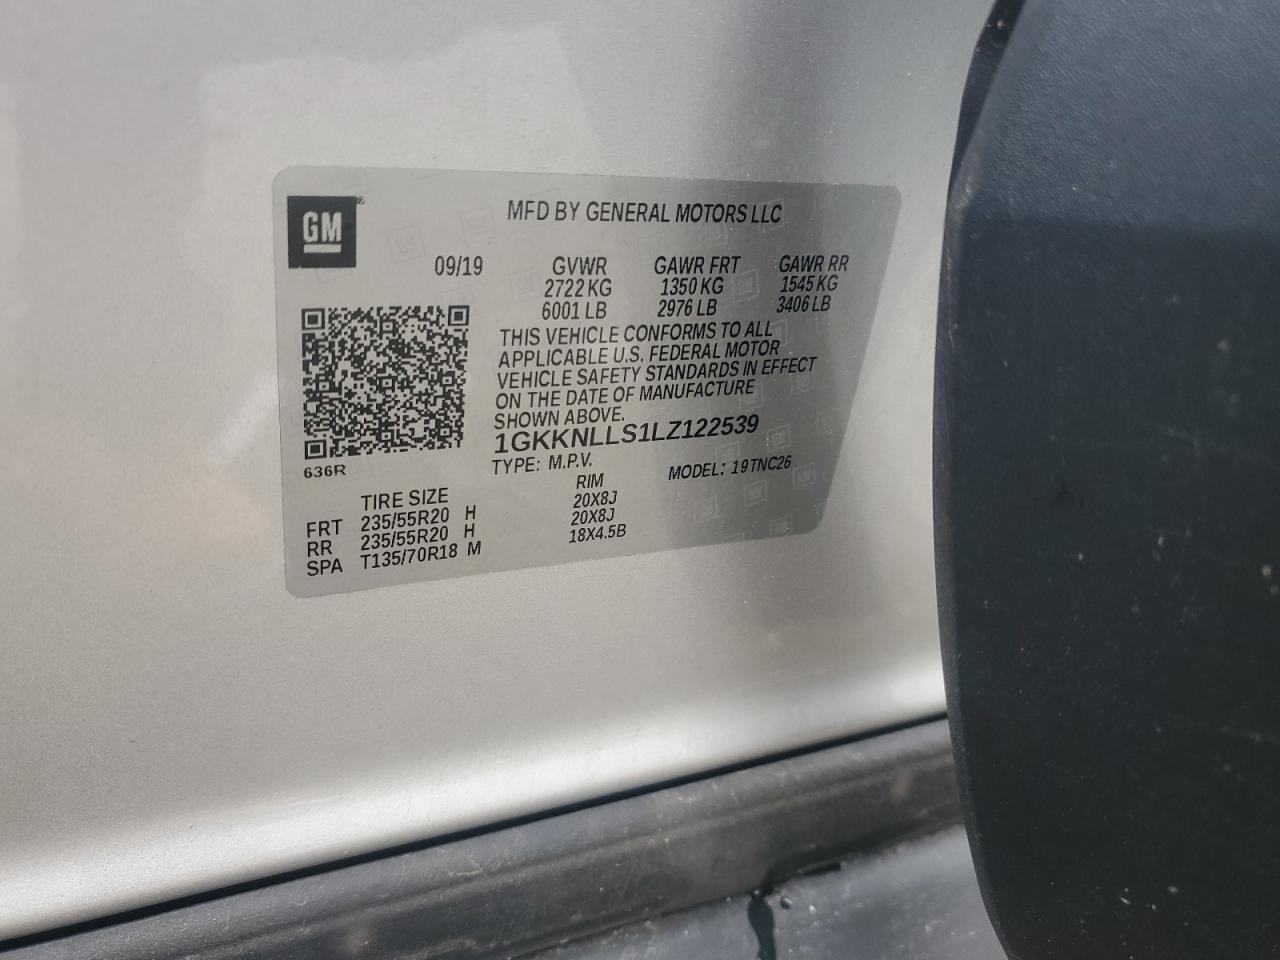 GM
MFD BY GENERAL MOTORS LLC
09/19 GVWR GAWR FRT GAWR RR
2722 KG 1350 KG 1545 KG
6001 LB 2976 LB 3406 LB
THIS VEHICLE CONFORMS TO ALL
APPLICABLE U.S. FEDERAL MOTOR
VEHICLE SAFETY STANDARDS IN EFFECT
ON THE DATE OF MANUFACTURE
SHOWN ABOVE.
1GKKNLLS1LZ122539
636R
TYPE: M.P.V. MODEL: 19TNC26
TIRE SIZE RIM
FRT 235/55R20 H 20X8J
RR 235/55R20 H 20X8J
SPA T135/70R18 M 18X4.5B